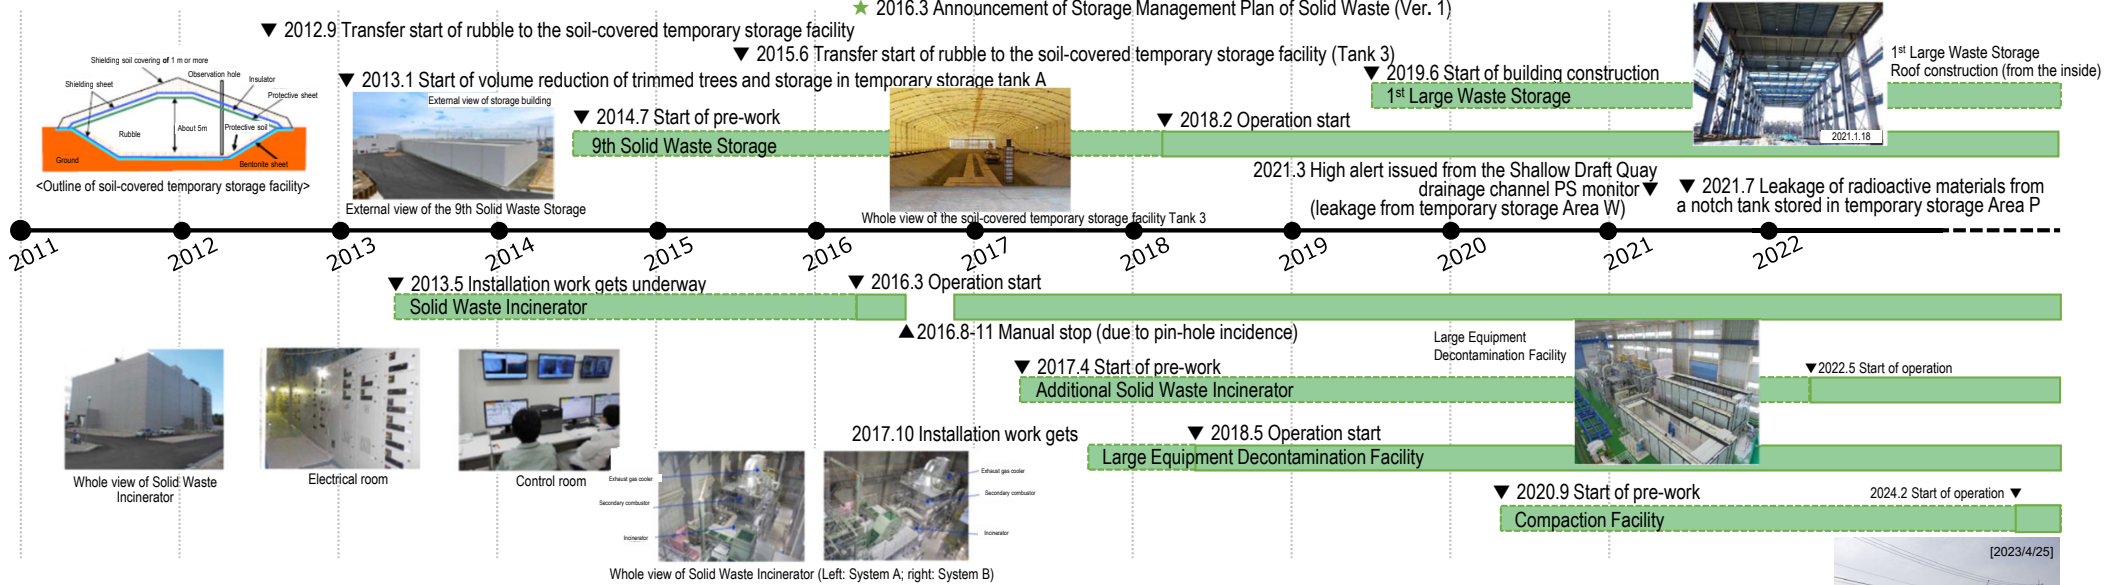 ★ 2016.3 Announcement of Storage Management Plan of Solid Waste (Ver. 1)
▼ 2012.9 Transfer start of rubble to the soil-covered temporary storage facility
▼ 2015.6 Transfer start of rubble to the soil-covered temporary storage facility (Tank 3)
▼ 2013.1 Start of volume reduction of trimmed trees and storage in temporary storage tank A
Shielding soil covering of 1 m or more
Shielding sheet
Observation hole
Insulator
Protective sheet
Rubble
About 5m
Protective soil
Ground
Bentonite sheet
<Outline of soil-covered temporary storage facility>
External view of storage building
External view of the 9th Solid Waste Storage
▼ 2014.7 Start of pre-work
9th Solid Waste Storage
▼ 2018.2 Operation start
Whole view of the soil-covered temporary storage facility Tank 3
▼ 2019.6 Start of building construction
1st Large Waste Storage
2021.1.18
1st Large Waste Storage
Roof construction (from the inside)
2021.3 High alert issued from the Shallow Draft Quay
drainage channel PS monitor ▼
(leakage from temporary storage Area W)
▼ 2021.7 Leakage of radioactive materials from
a notch tank stored in temporary storage Area P
2011
2012
2013
2014
2015
2016
2017
2018
2019
2020
2021
2022
▼ 2013.5 Installation work gets underway
Solid Waste Incinerator
▼ 2016.3 Operation start
▲ 2016.8-11 Manual stop (due to pin-hole incidence)
▼ 2017.4 Start of pre-work
Additional Solid Waste Incinerator
Large Equipment
Decontamination Facility
▼ 2022.5 Start of operation
2017.10 Installation work gets
▼ 2018.5 Operation start
Large Equipment Decontamination Facility
▼ 2020.9 Start of pre-work
2024.2 Start of operation ▼
Compaction Facility
[2023/4/25]
Whole view of Solid Waste
Incinerator
Electrical room
Control room
Exhaust gas cooler
Secondary combustor
Incinerator
Exhaust gas cooler
Secondary combustor
Incinerator
Whole view of Solid Waste Incinerator (Left: System A; right: System B)